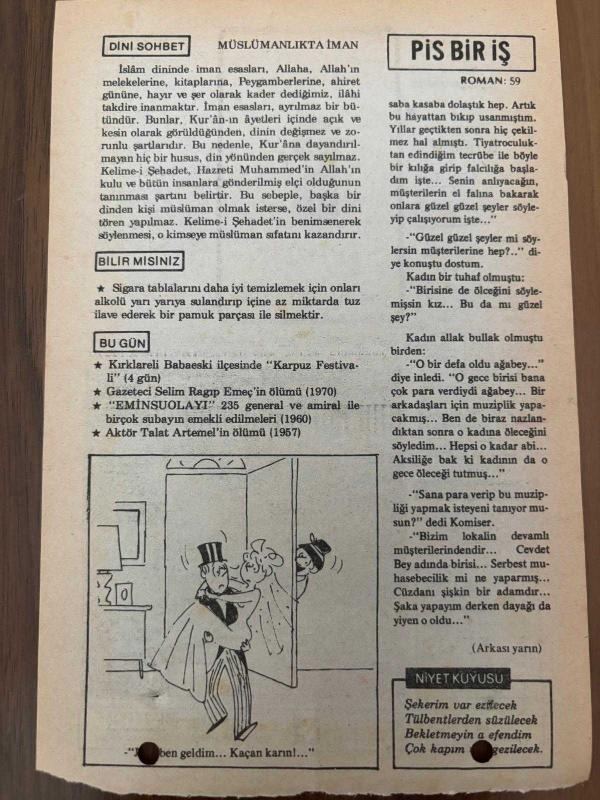 DİNİ SOHBET
MÜSLÜMANLIKTA İMAN
İslâm dininde iman esasları, Allaha, Allah'ın
meleklerine, kitaplarına, Peygamberlerine, ahiret
gününe, hayır ve şer olarak kader dediğimiz, ilâhi
takdire inanmaktır. İman esasları, ayrılmaz bir bü-
tündür. Bunlar, Kur'ân-ın âyetleri içinde açık ve
kesin olarak görüldüğünden, dinin değişmez ve zo-
runlu şartlarıdır. Bu nedenle, Kur'âna dayandırıl-
mayan hiç bir husus, din yönünden gerçek sayılmaz.
Kelime-i Şehadet, Hazreti Muhammed'in Allah'ın
kulu ve bütün insanlara gönderilmiş elçi olduğunun
tanınması şartını belirtir. Bu sebeple, başka bir
dinden kişi müslüman olmak isterse, özel bir dini
tören yapılmaz. Kelime-i Şehadet'in benimsenerek
söylenmesi, o kimseye müslüman sıfatını kazandırır.
BİLİR MİSİNİZ
★ Sigara tablalarını daha iyi temizlemek için onları
alkolü yarı yarıya sulandırıp içine az miktarda tuz
ilave ederek bir pamuk parçası ile silmektir.
BU GÜN
★ Kırklareli Babaeski ilçesinde "Karpuz Festiva-
li" (4 gün)
★ Gazeteci Selim Ragıp Emeç'in ölümü (1970)
★ "EMİNSUOLAYI" 235 general ve amiral ile
birçok subayın emekli edilmeleri (1960)
★ Aktör Talat Artemel'in ölümü (1957)
ben geldim... Kaçan karın!..."
PİS BİR İŞ
ROMAN: 59
saba kasaba dolaştık hep. Artık
bu hayattan bıkıp usanmıştım.
Yıllar geçtikten sonra hiç çekil-
mez hal almıştı. Tiyatroculuk-
tan edindiğim tecrübe ile böyle
bir kılığa girip falcılığa başla-
dım işte... Senin anlıyacağın,
müşterilerin el falına bakarak
onlara güzel güzel şeyler söyle-
yip çalışıyorum işte..."
-"Güzel güzel şeyler mi söy-
lersin müşterilerine hep?.." di-
ye konuştu dostum.
Kadın bir tuhaf olmuştu:
-"Birisine de ölceğini söyle-
mişsin kız... Bu da mı güzel
şey?"
Kadın allak bullak olmuştu
birden:
-"O bir defa oldu ağabey..."
diye inledi. "O gece birisi bana
çok para verdiydi ağabey... Bir
arkadaşları için muziplik yapa-
cakmış... Ben de biraz nazlan-
dıktan sonra o kadına öleceğini
söyledim... Hepsi o kadar abi...
Aksiliğe bak ki kadının da o
gece öleceği tutmuş..."
-"Sana para verip bu muzip-
liği yapmak isteyeni tanıyor mu-
sun?" dedi Komiser.
-"Bizim lokalin devamlı
müşterilerindendir... Cevdet
Bey adında birisi... Serbest mu-
hasebecilik mi ne yaparmış...
Cüzdanı şişkin bir adamdır...
Şaka yapayım derken dayağı da
yiyen o oldu..."
(Arkası yarın)
NİYET KUYUSU
Şekerim var ezilecek
Tülbentlerden süzülecek
Bekletmeyin a efendim
Çok kapım gezilecek.